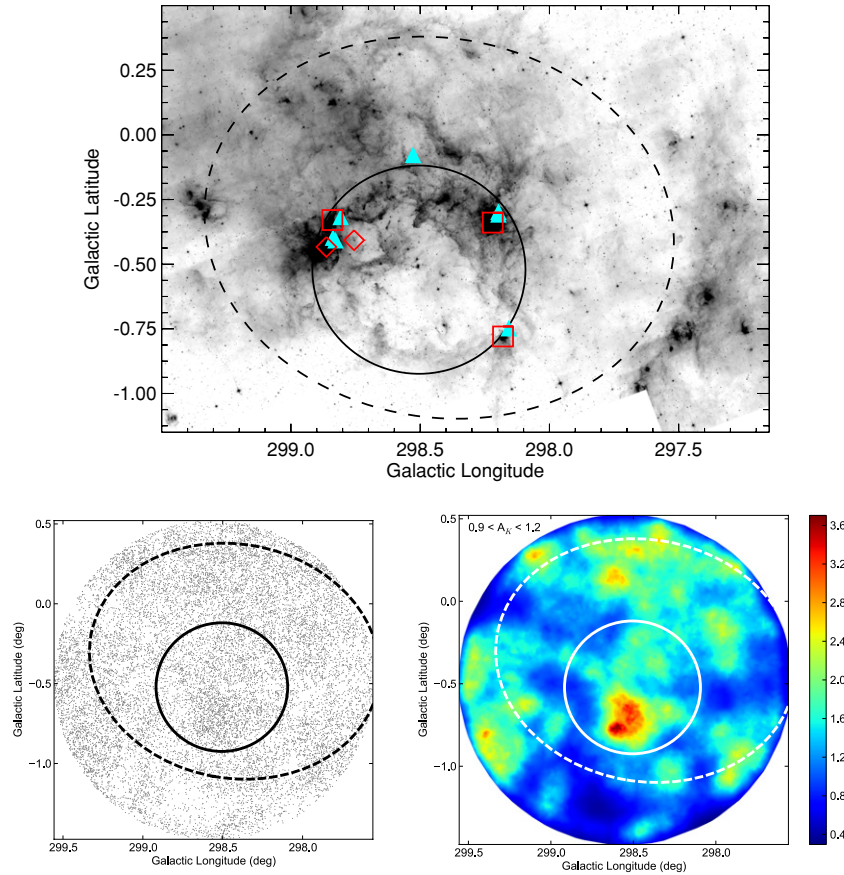 0.25
0.00
-0.25
-0.50
-0.75
-1.00
Galactic Latitude
299.0 298.5 298.0 297.5
Galactic Longitude
0.5
0.0
−0.5
−1.0
Galactic Latitude (deg)
299.5 299.0 298.5 298.0
Galactic Longitude (deg)
0.9 < A_K < 1.2
0.5
0.0
−0.5
−1.0
Galactic Latitude (deg)
299.5 299.0 298.5 298.0
Galactic Longitude (deg)
3.6
3.2
2.8
2.4
2.0
1.6
1.2
0.8
0.4